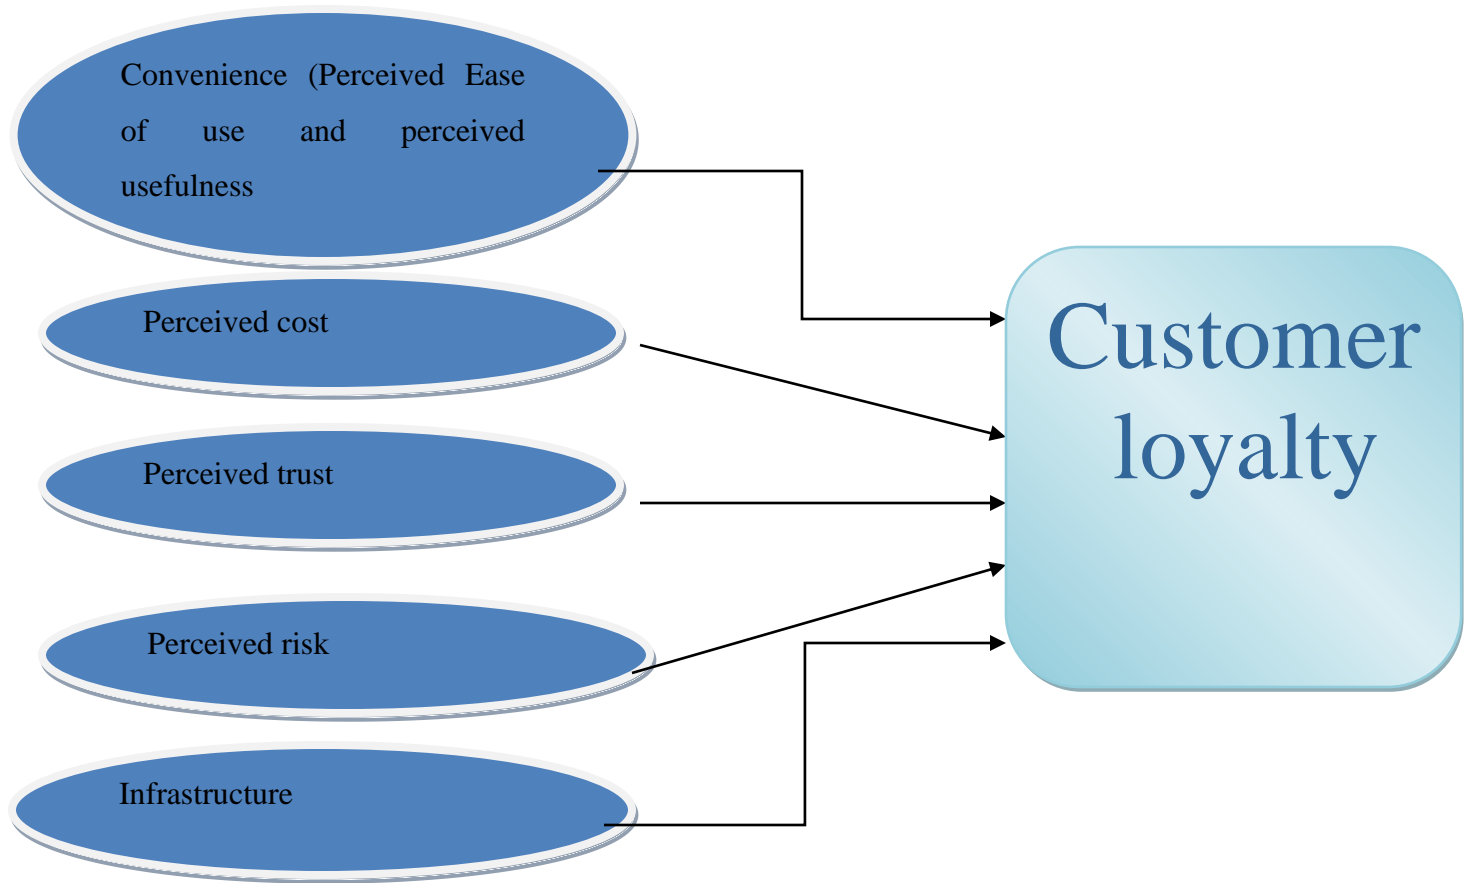 Convenience (Perceived Ease
of use and perceived
usefulness
Perceived cost
Perceived trust
Perceived risk
Infrastructure
Customer
loyalty